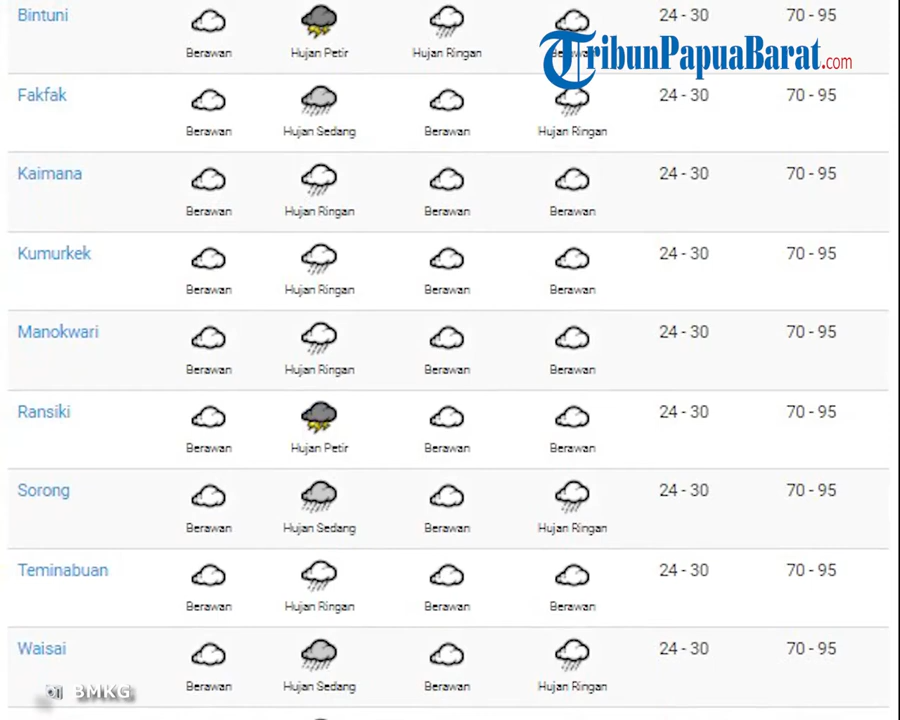 Bintuni 24 - 30 70 - 95
Berawan Hujan Petir Hujan Ringan
TribunPapuaBarat.com
Fakfak 24 - 30 70 - 95
Berawan Hujan Sedang Berawan Hujan Ringan
Kaimana 24 - 30 70 - 95
Berawan Hujan Ringan Berawan Berawan
Kumurkek 24 - 30 70 - 95
Berawan Hujan Ringan Berawan Berawan
Manokwari 24 - 30 70 - 95
Berawan Hujan Ringan Berawan Berawan
Ransiki 24 - 30 70 - 95
Berawan Hujan Petir Berawan Berawan
Sorong 24 - 30 70 - 95
Berawan Hujan Sedang Berawan Hujan Ringan
Teminabuan 24 - 30 70 - 95
Berawan Hujan Ringan Berawan Berawan
Waisai 24 - 30 70 - 95
Berawan Hujan Sedang Berawan Hujan Ringan
BMKG